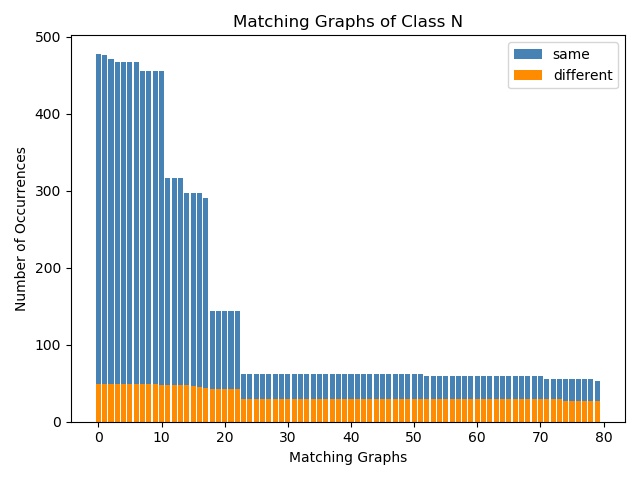 Matching Graphs of Class N
same
different
Number of Occurrences
500
400
300
200
100
0
0 10 20 30 40 50 60 70 80
Matching Graphs